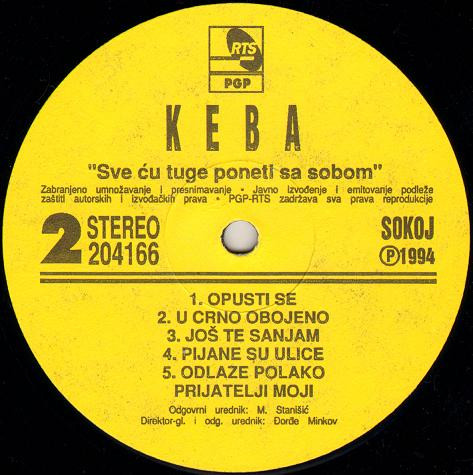 RTS
PGP
KEBA
"Sve ću tuge poneti sa sobom"
Zabranjeno umnožavanje i presnimavanje • Javno izvođenje i emitovanje podleže
zaštiti autorskih i izvođačkih prava • PGP-RTS zadržava sva prava reprodukcije
2 STEREO SOKOJ
204166 Ⓟ1994
1. OPUSTI SE
2. U CRNO OBOJENO
3. JOŠ TE SANJAM
4. PIJANE SU ULICE
5. ODLAZE POLAKO
PRIJATELJI MOJI
Odgovrni urednik: M. Stanišić
Direktor-gl. i odg. urednik: Đorđe Minkov